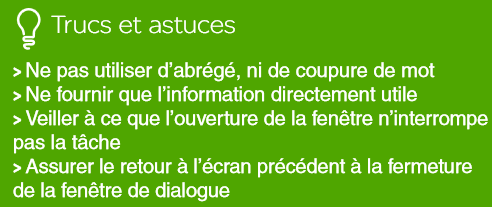 Trucs et astuces
> Ne pas utiliser d'abrégé, ni de coupure de mot
> Ne fournir que l'information directement utile
> Veiller à ce que l'ouverture de la fenêtre n'interrompe
pas la tâche
> Assurer le retour à l'écran précédent à la fermeture
de la fenêtre de dialogue